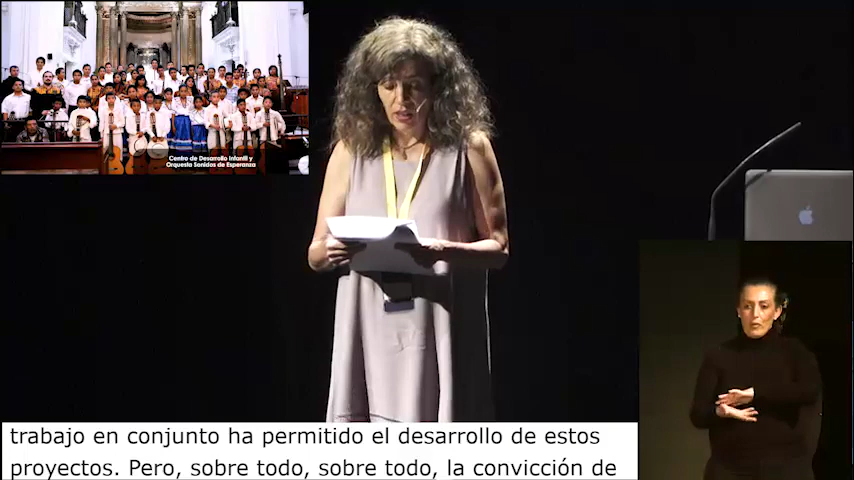 Centro de Desarrollo Infantil y
Orquesta Sonidos de Esperanza
trabajo en conjunto ha permitido el desarrollo de estos
proyectos. Pero, sobre todo, sobre todo, la convicción de